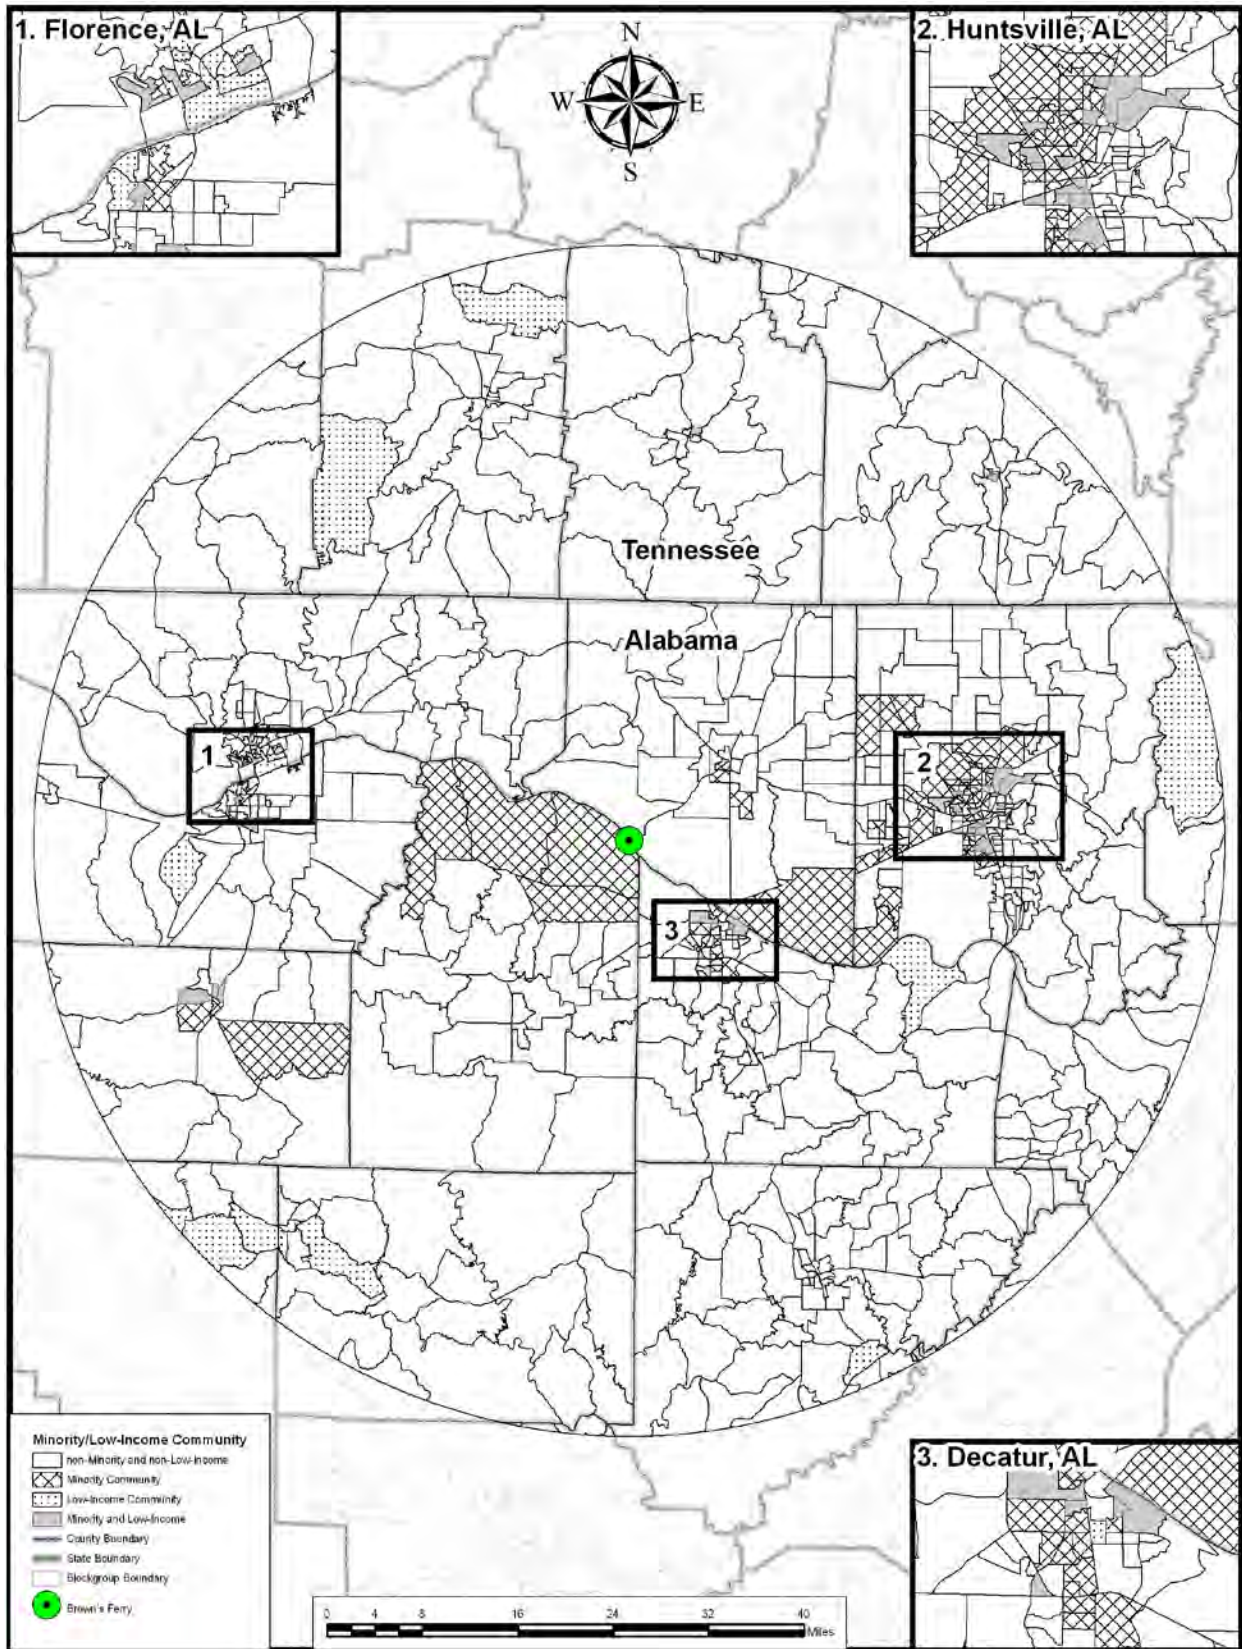 1. Florence, AL
2. Huntsville, AL
N
W
E
S
Tennessee
Alabama
1
2
3
Minority/Low-Income Community
non-Minority and non-Low-Income
Minority Community
Low-Income Community
Minority and Low-Income
County Boundary
State Boundary
Blockgroup Boundary
Brown's Ferry
0 4 8 16 24 32 40
Miles
3. Decatur, AL